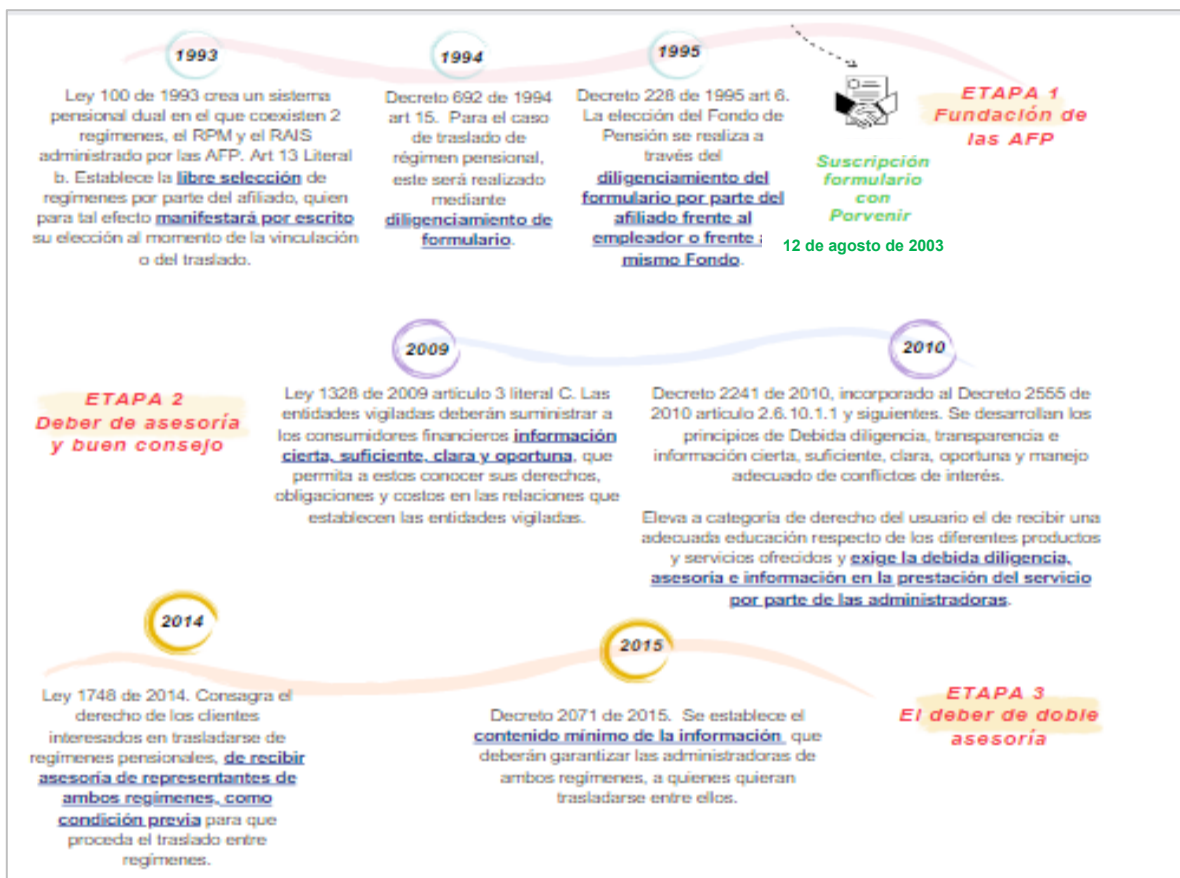 1993
Ley 100 de 1993 crea un sistema
pensional dual en el que coexisten 2
regímenes, el RPM y el RAIS
administrado por las AFP. Art 13 Literal
b. Establece la libre selección de
regímenes por parte del afiliado, quien
para tal efecto manifestará por escrito
su elección al momento de la vinculación
o del traslado.
1994
Decreto 692 de 1994
art 15. Para el caso
de traslado de
régimen pensional,
este será realizado
mediante
diligenciamiento de
formulario.
1995
Decreto 228 de 1995 art 6.
La elección del Fondo de
Pensión se realiza a
través del
diligenciamiento del
formulario por parte del
afiliado frente al
empleador o frente
mismo Fondo.
Suscripción
formulario
con
Porvenir
12 de agosto de 2003
ETAPA 1
Fundación de
las AFP
ETAPA 2
Deber de asesoría
y buen consejo
2009
Ley 1328 de 2009 artículo 3 literal C. Las
entidades vigiladas deberán suministrar a
los consumidores financieros información
cierta, suficiente, clara y oportuna, que
permita a estos conocer sus derechos,
obligaciones y costos en las relaciones que
establecen las entidades vigiladas.
2010
Decreto 2241 de 2010, incorporado al Decreto 2555 de
2010 artículo 2.6.10.1.1 y siguientes. Se desarrollan los
principios de Debida diligencia, transparencia e
información cierta, suficiente, clara, oportuna y manejo
adecuado de conflictos de interés.
Eleva a categoría de derecho del usuario el de recibir una
adecuada educación respecto de los diferentes productos
y servicios ofrecidos y exige la debida diligencia,
asesoría e información en la prestación del servicio
por parte de las administradoras.
2014
Ley 1748 de 2014. Consagra el
derecho de los clientes
interesados en trasladarse de
regímenes pensionales, de recibir
asesoría de representantes de
ambos regímenes, como
condición previa para que
proceda el traslado entre
regímenes.
2015
Decreto 2071 de 2015. Se establece el
contenido mínimo de la información que
deberán garantizar las administradoras de
ambos regímenes, a quienes quieran
trasladarse entre ellos.
ETAPA 3
El deber de doble
asesoría